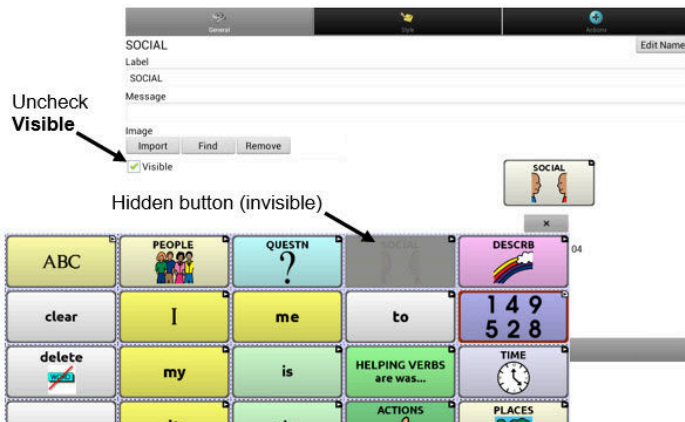 General Style Actions
SOCIAL Edit Name
Label
SOCIAL
Message
Uncheck
Visible
Image
Import Find Remove
Visible
SOCIAL
Hidden button (invisible)
×
ABC PEOPLE QUESTN ? SOCIAL DESCRB 04
clear I me to 1 4 9
5 2 8
delete
WORD
my is HELPING VERBS
are was...
TIME
ACTIONS PLACES